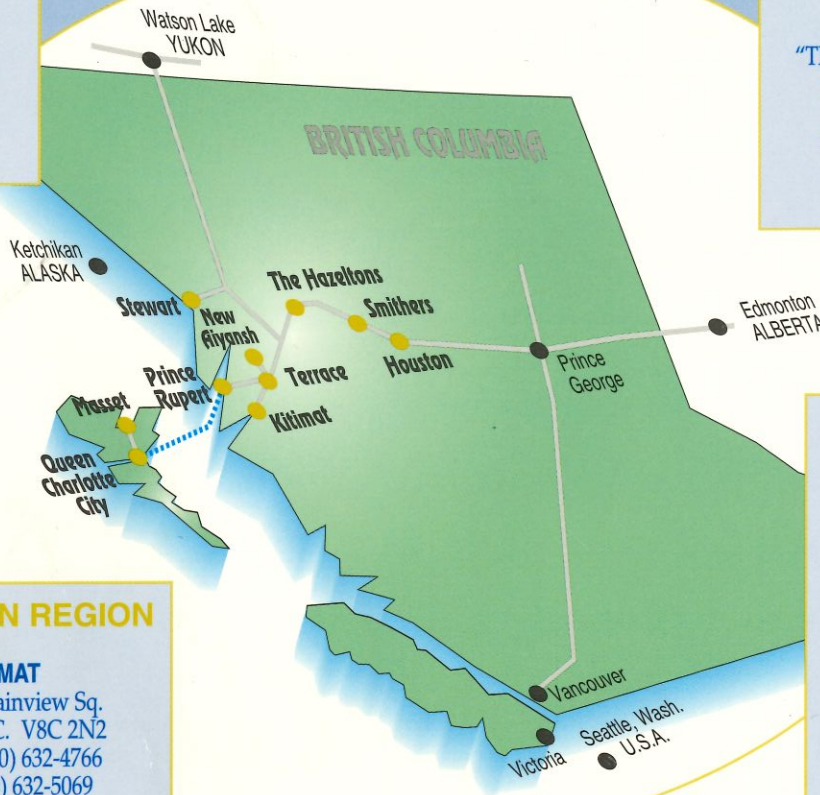 Watson Lake
YUKON
BRITISH COLUMBIA
Ketchikan
ALASKA
Stewart
The Hazeltons
New
Aiyansh
Smithers
Houston
Edmonton
ALBERTA
Prince
George
Prince
Rupert
Terrace
Kitimat
Masset
Queen
Charlotte
City
Vancouver
Victoria
Seattle, Wash.
U.S.A.
N REGION
MAT
ainview Sq.
C. V8C 2N2
0) 632-4766
) 632-5069